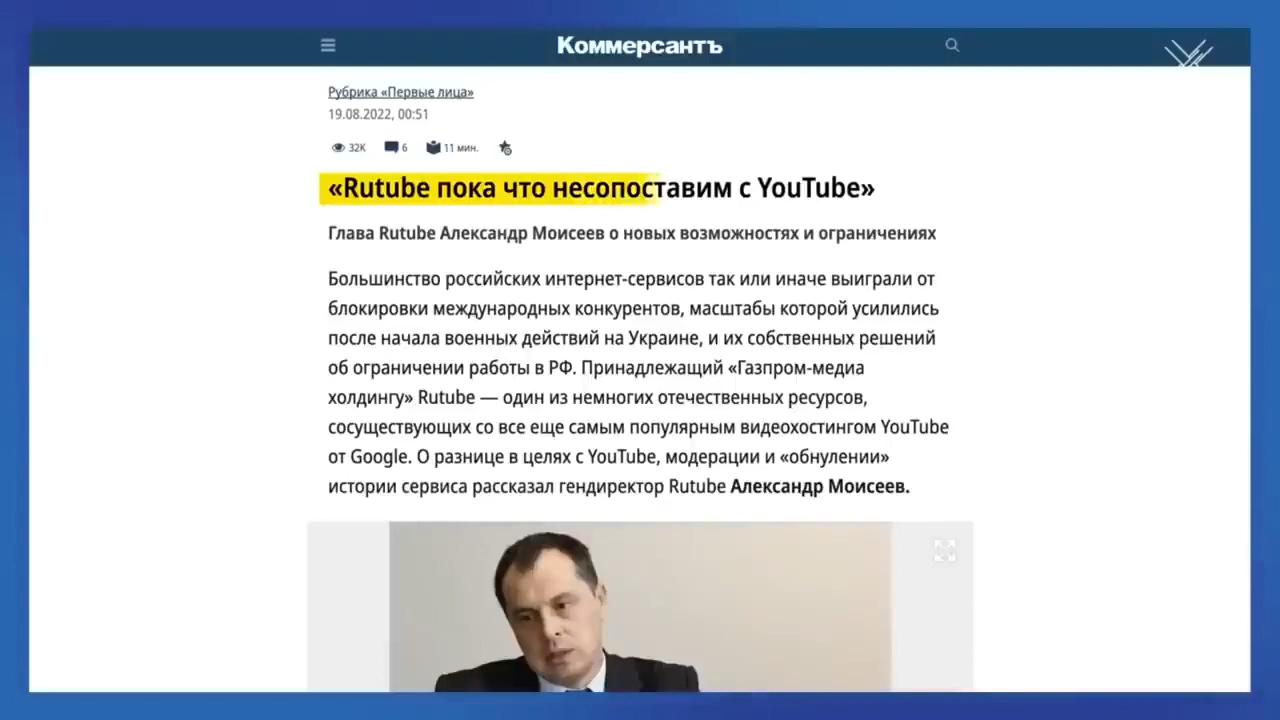 Коммерсантъ
Рубрика «Первые лица»
19.08.2022, 00:51
32K 6 11 мин.
«Rutube пока что несопоставим с YouTube»
Глава Rutube Александр Моисеев о новых возможностях и ограничениях
Большинство российских интернет-сервисов так или иначе выиграли от
блокировки международных конкурентов, масштабы которой усилились
после начала военных действий на Украине, и их собственных решений
об ограничении работы в РФ. Принадлежащий «Газпром-медиа
холдингу» Rutube — один из немногих отечественных ресурсов,
сосуществующих со все еще самым популярным видеохостингом YouTube
от Google. О разнице в целях с YouTube, модерации и «обнулении»
истории сервиса рассказал гендиректор Rutube Александр Моисеев.